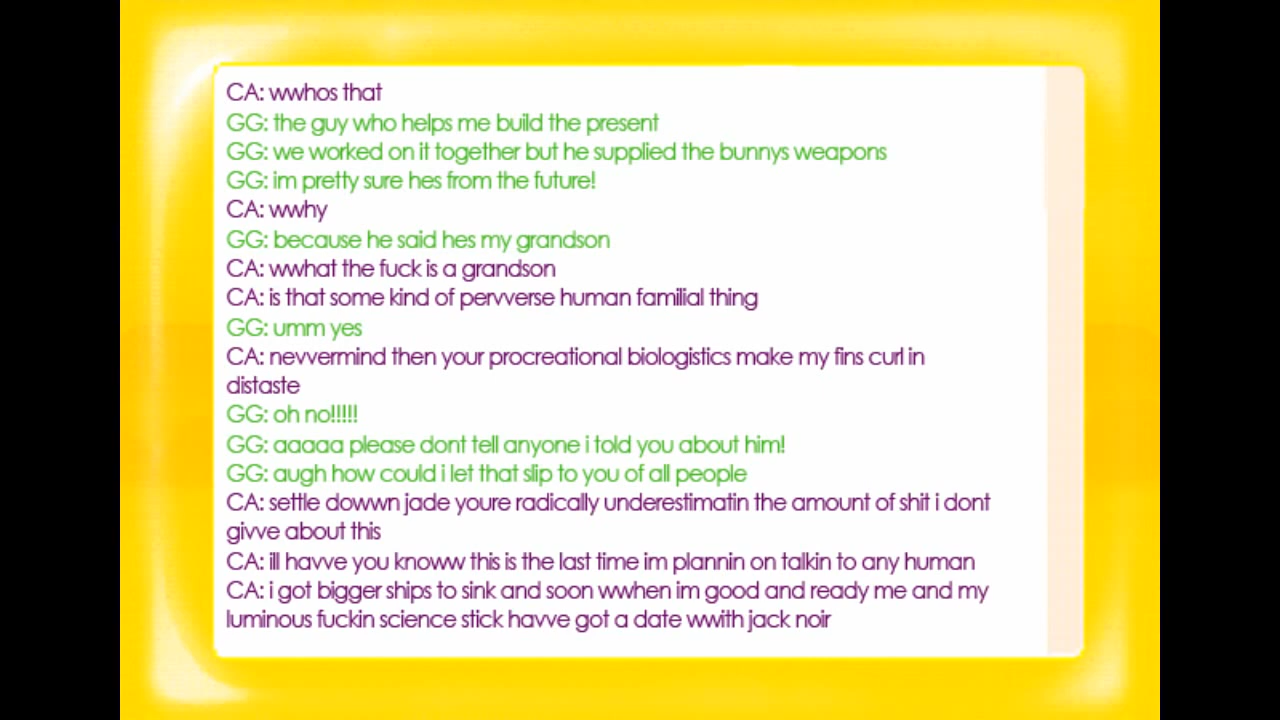 CA: wwhos that
GG: the guy who helps me build the present
GG: we worked on it together but he supplied the bunnys weapons
GG: im pretty sure hes from the future!
CA: wwhy
GG: because he said hes my grandson
CA: wwhat the fuck is a grandson
CA: is that some kind of pervverse human familial thing
GG: umm yes
CA: nevvermind then your procreational biologistics make my fins curl in
distaste
GG: oh no!!!!!
GG: aaaaa please dont tell anyone i told you about him!
GG: augh how could i let that slip to you of all people
CA: settle dowwn jade youre radically underestimatin the amount of shit i dont
givve about this
CA: ill havve you knoww this is the last time im plannin on talkin to any human
CA: i got bigger ships to sink and soon wwhen im good and ready me and my
luminous fuckin science stick havve got a date wwith jack noir